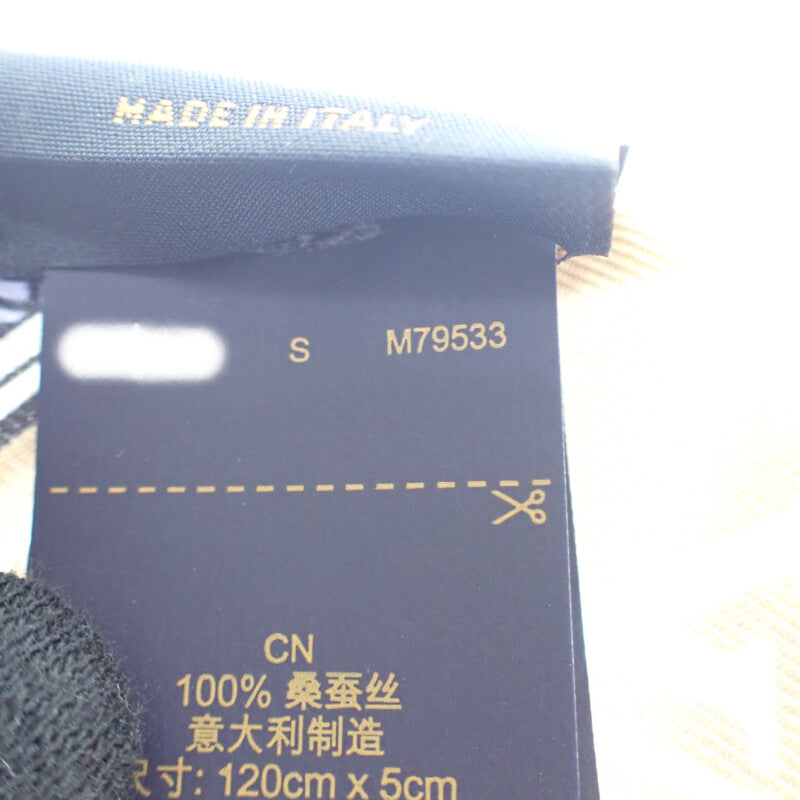 MADE IN ITALY
S M79533
CN
100% 桑蚕丝
意大利制造
尺寸: 120cm x 5cm